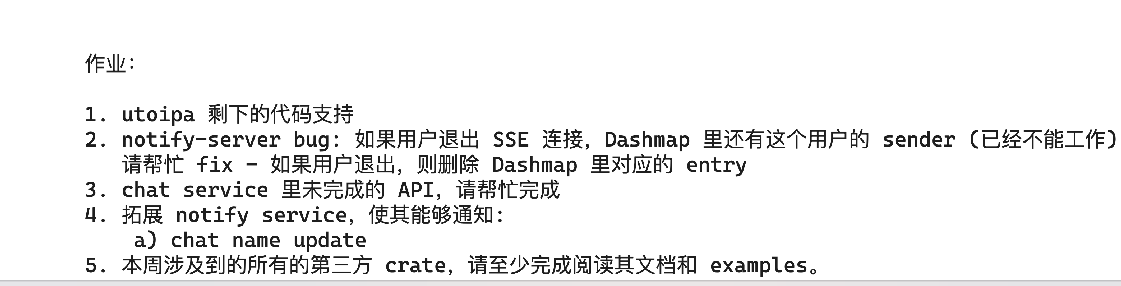 作业:
1. utoipa 剩下的代码支持
2. notify-server bug: 如果用户退出 SSE 连接, Dashmap 里还有这个用户的 sender (已经不能工作)
请帮忙 fix - 如果用户退出, 则删除 Dashmap 里对应的 entry
3. chat service 里未完成的 API, 请帮忙完成
4. 拓展 notify service, 使其能够通知:
a) chat name update
5. 本周涉及到的所有的第三方 crate, 请至少完成阅读其文档和 examples。